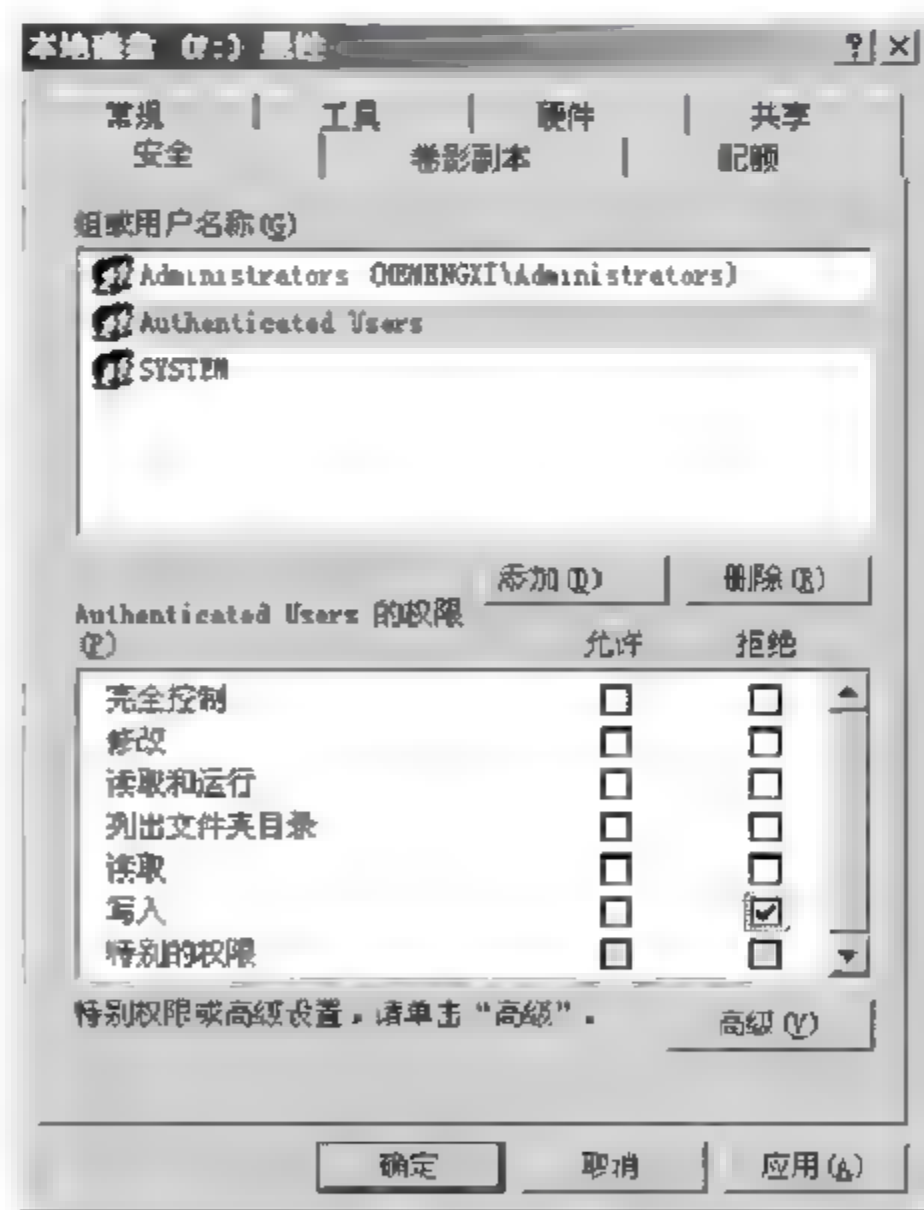 本地磁盘 (F:) 属性
常规 工具 硬件 共享
安全 卷影副本 配额
组或用户名称(G)
Administrators (HEMENGXI\Administrators)
Authenticated Users
SYSTEM
添加(D) 删除(R)
Authenticated Users 的权限
(P) 允许 拒绝
完全控制
修改
读取和运行
列出文件夹目录
读取
写入
特别的权限
特别权限或高级设置，请单击“高级”。
高级(V)
确定 取消 应用(A)